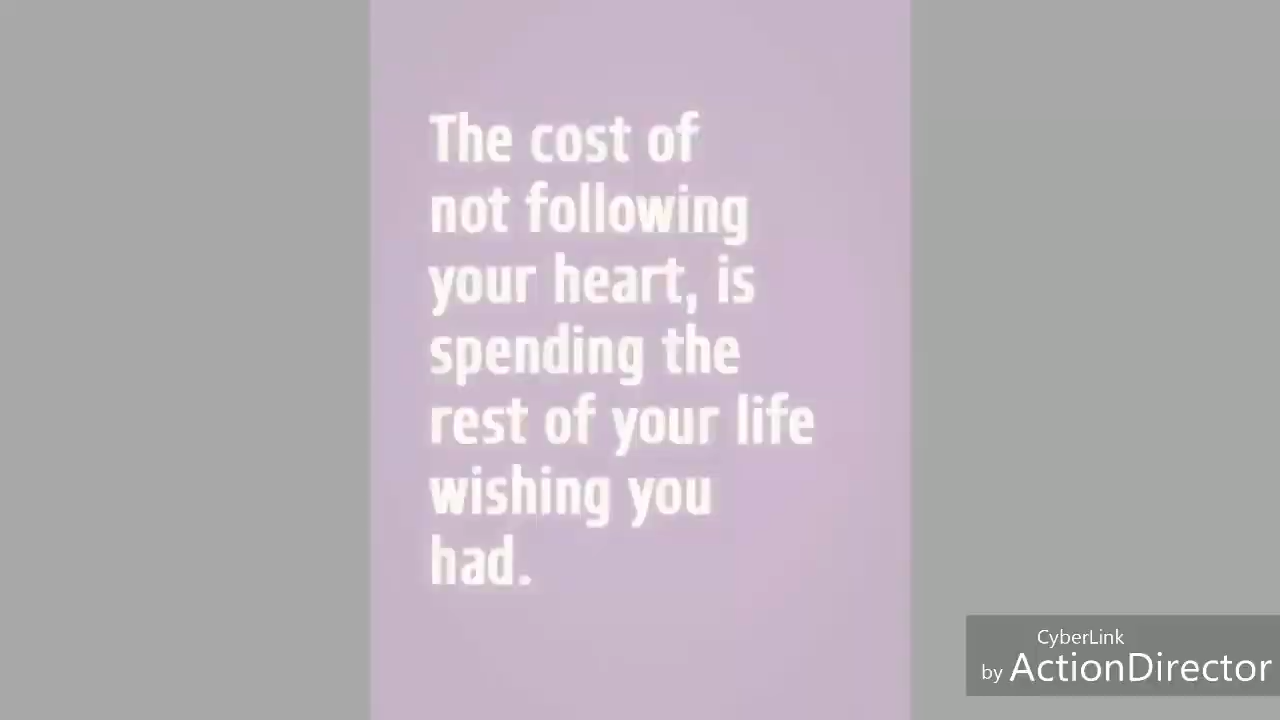 The cost of
not following
your heart, is
spending the
rest of your life
wishing you
had.
CyberLink
by ActionDirector